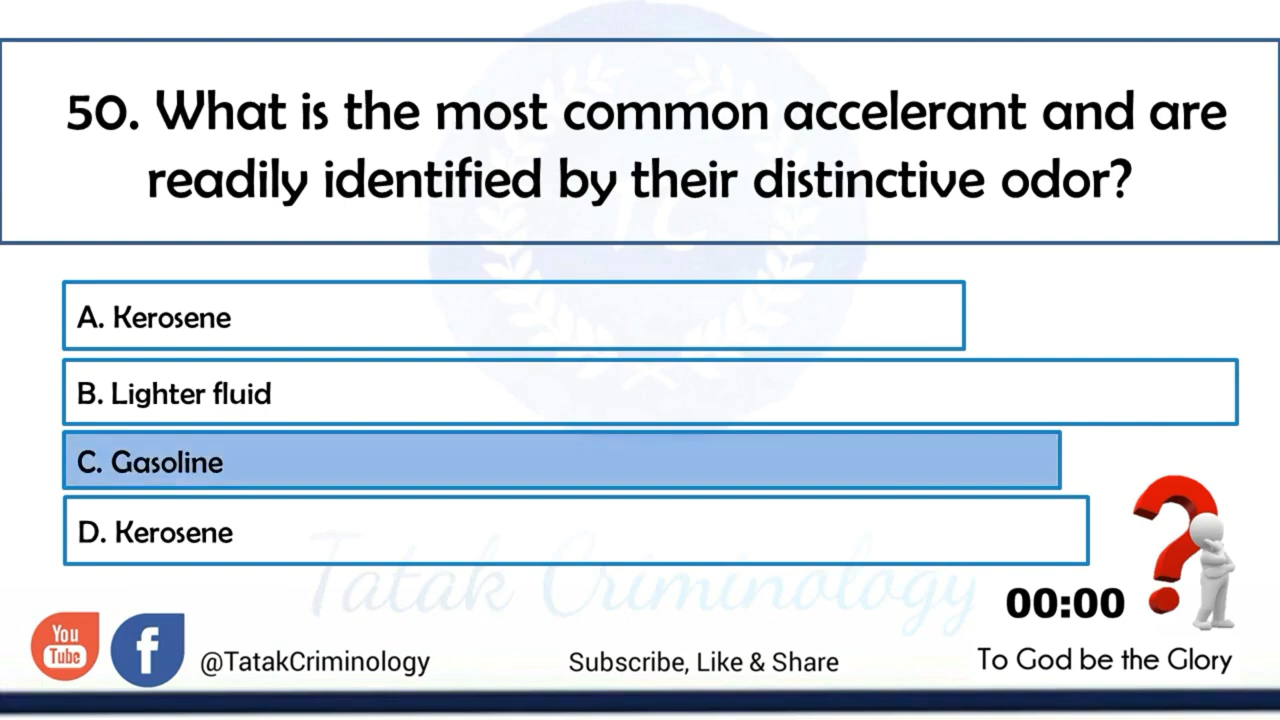 50. What is the most common accelerant and are
readily identified by their distinctive odor?
TC
A. Kerosene
B. Lighter fluid
C. Gasoline
D. Kerosene
Tatak Criminology
00:00
You
Tube
f
@TatakCriminology
Subscribe, Like & Share
To God be the Glory